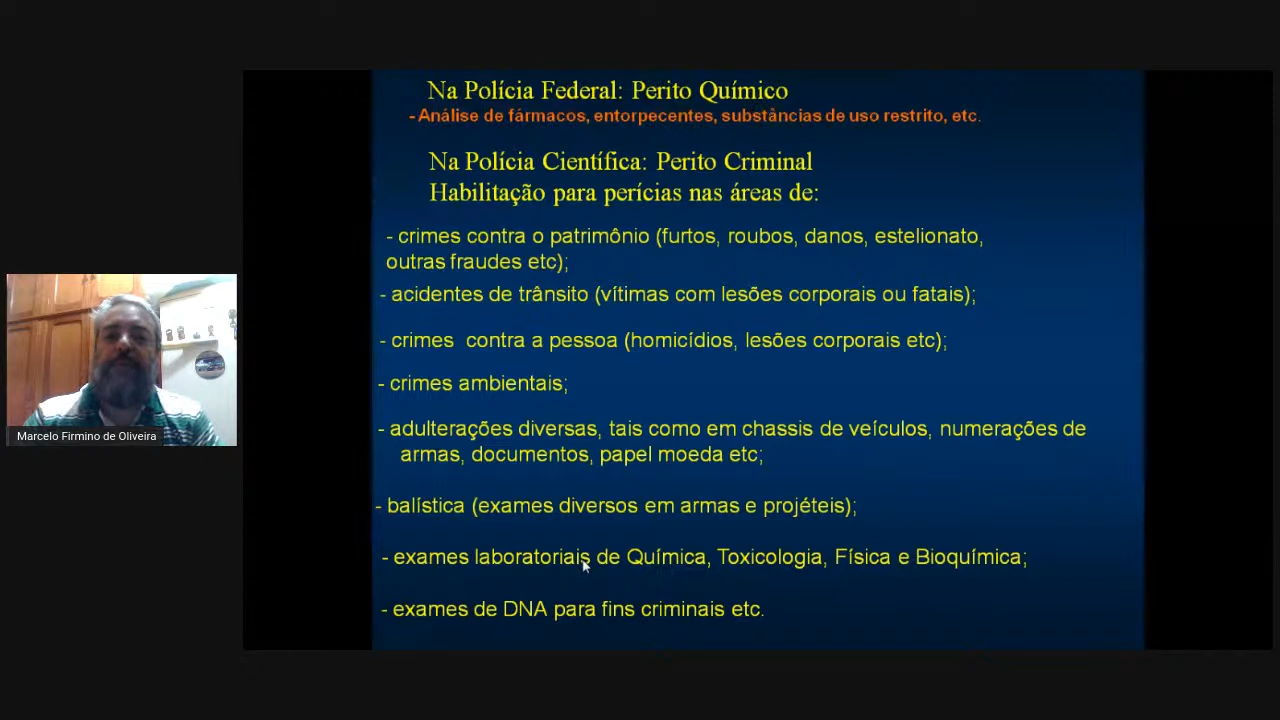 Na Polícia Federal: Perito Químico
- Análise de fármacos, entorpecentes, substâncias de uso restrito, etc.
Na Polícia Científica: Perito Criminal
Habilitação para perícias nas áreas de:
- crimes contra o patrimônio (furtos, roubos, danos, estelionato,
outras fraudes etc);
- acidentes de trânsito (vítimas com lesões corporais ou fatais);
- crimes contra a pessoa (homicídios, lesões corporais etc);
- crimes ambientais;
- adulterações diversas, tais como em chassis de veículos, numerações de
armas, documentos, papel moeda etc;
- balística (exames diversos em armas e projéteis);
- exames laboratoriais de Química, Toxicologia, Física e Bioquímica;
- exames de DNA para fins criminais etc.
Marcelo Firmino de Oliveira